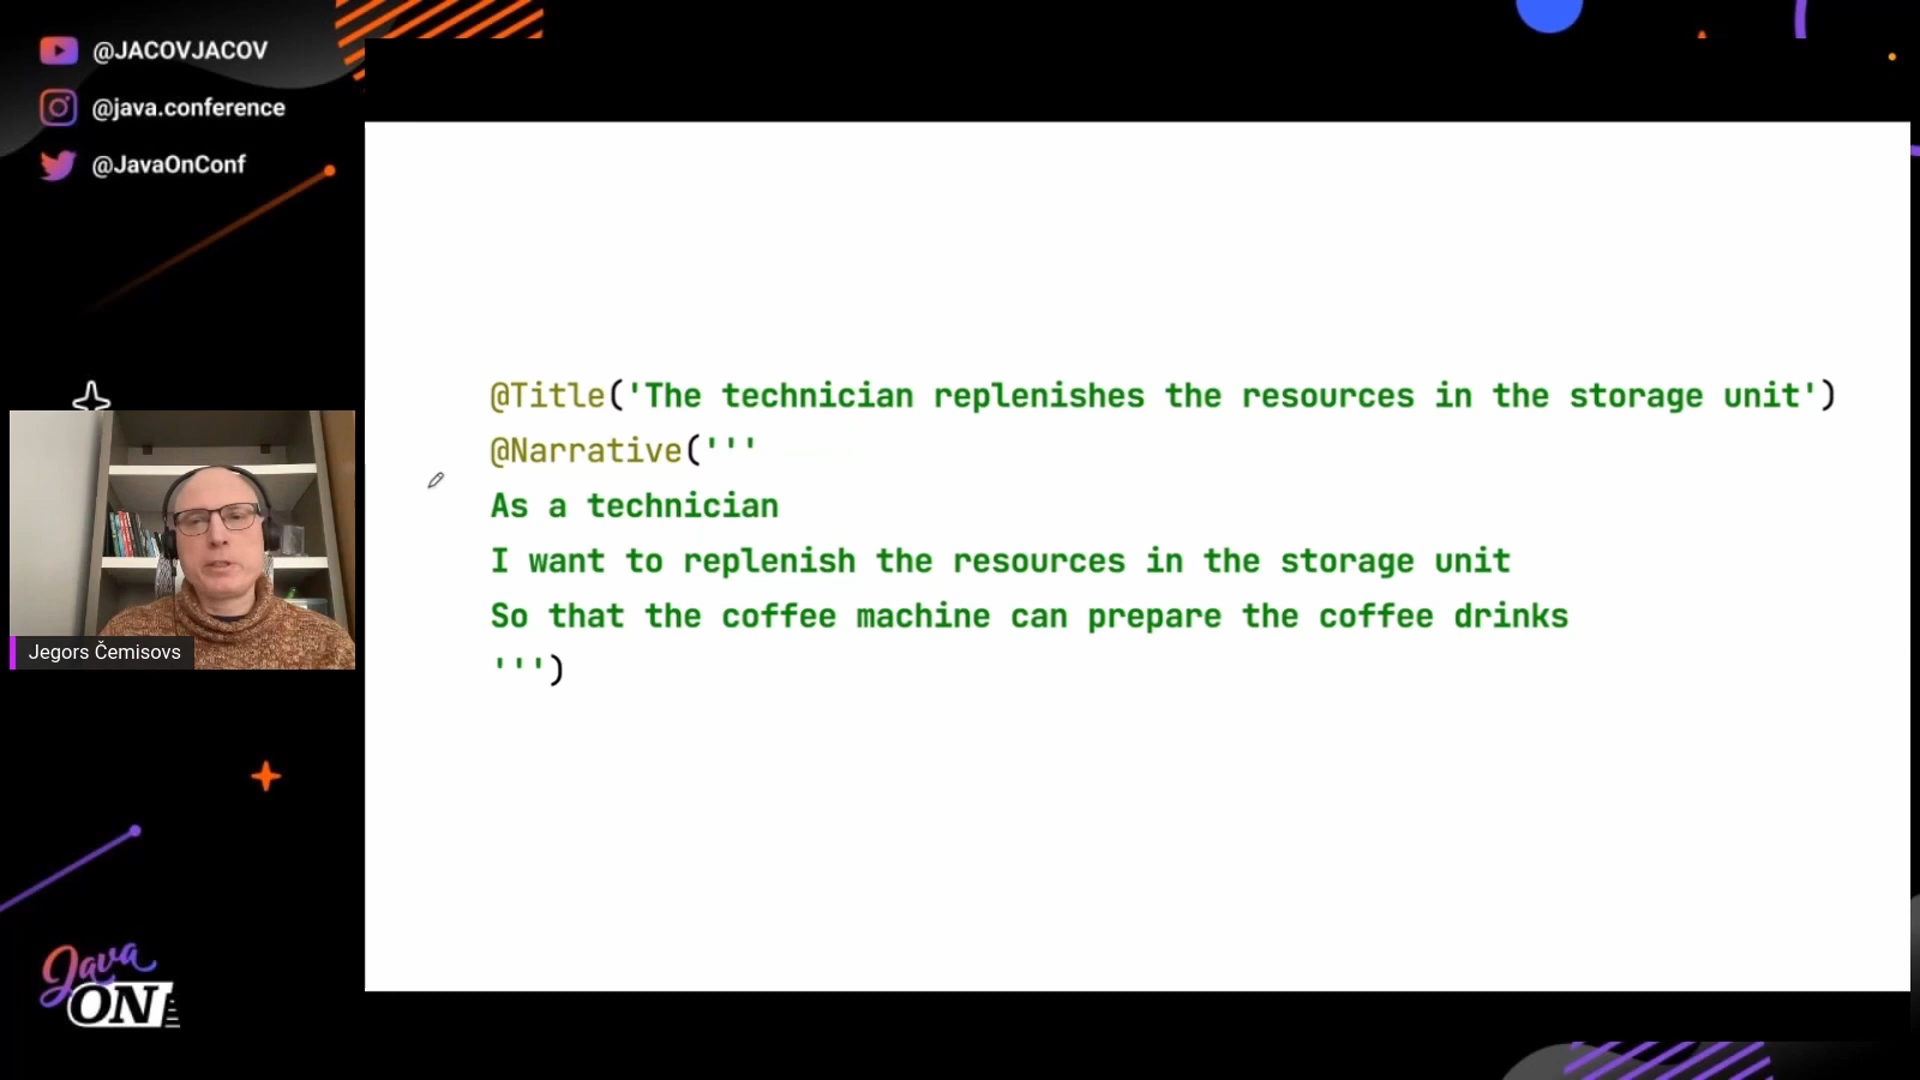 @JACOVJACOV
@java.conference
@JavaOnConf
@Title('The technician replenishes the resources in the storage unit')
@Narrative('''
As a technician
I want to replenish the resources in the storage unit
So that the coffee machine can prepare the coffee drinks
''')
Jegors Čemisovs
Java
ON